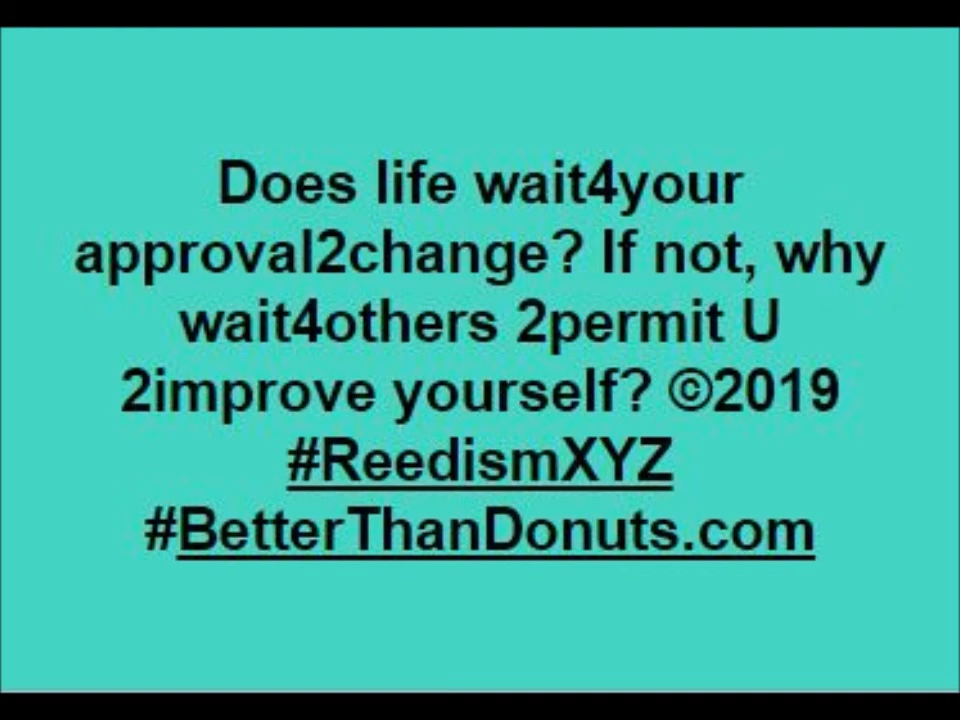 Does life wait4your
approval2change? If not, why
wait4others 2permit U
2improve yourself? ©2019
#ReedismXYZ
#BetterThanDonuts.com